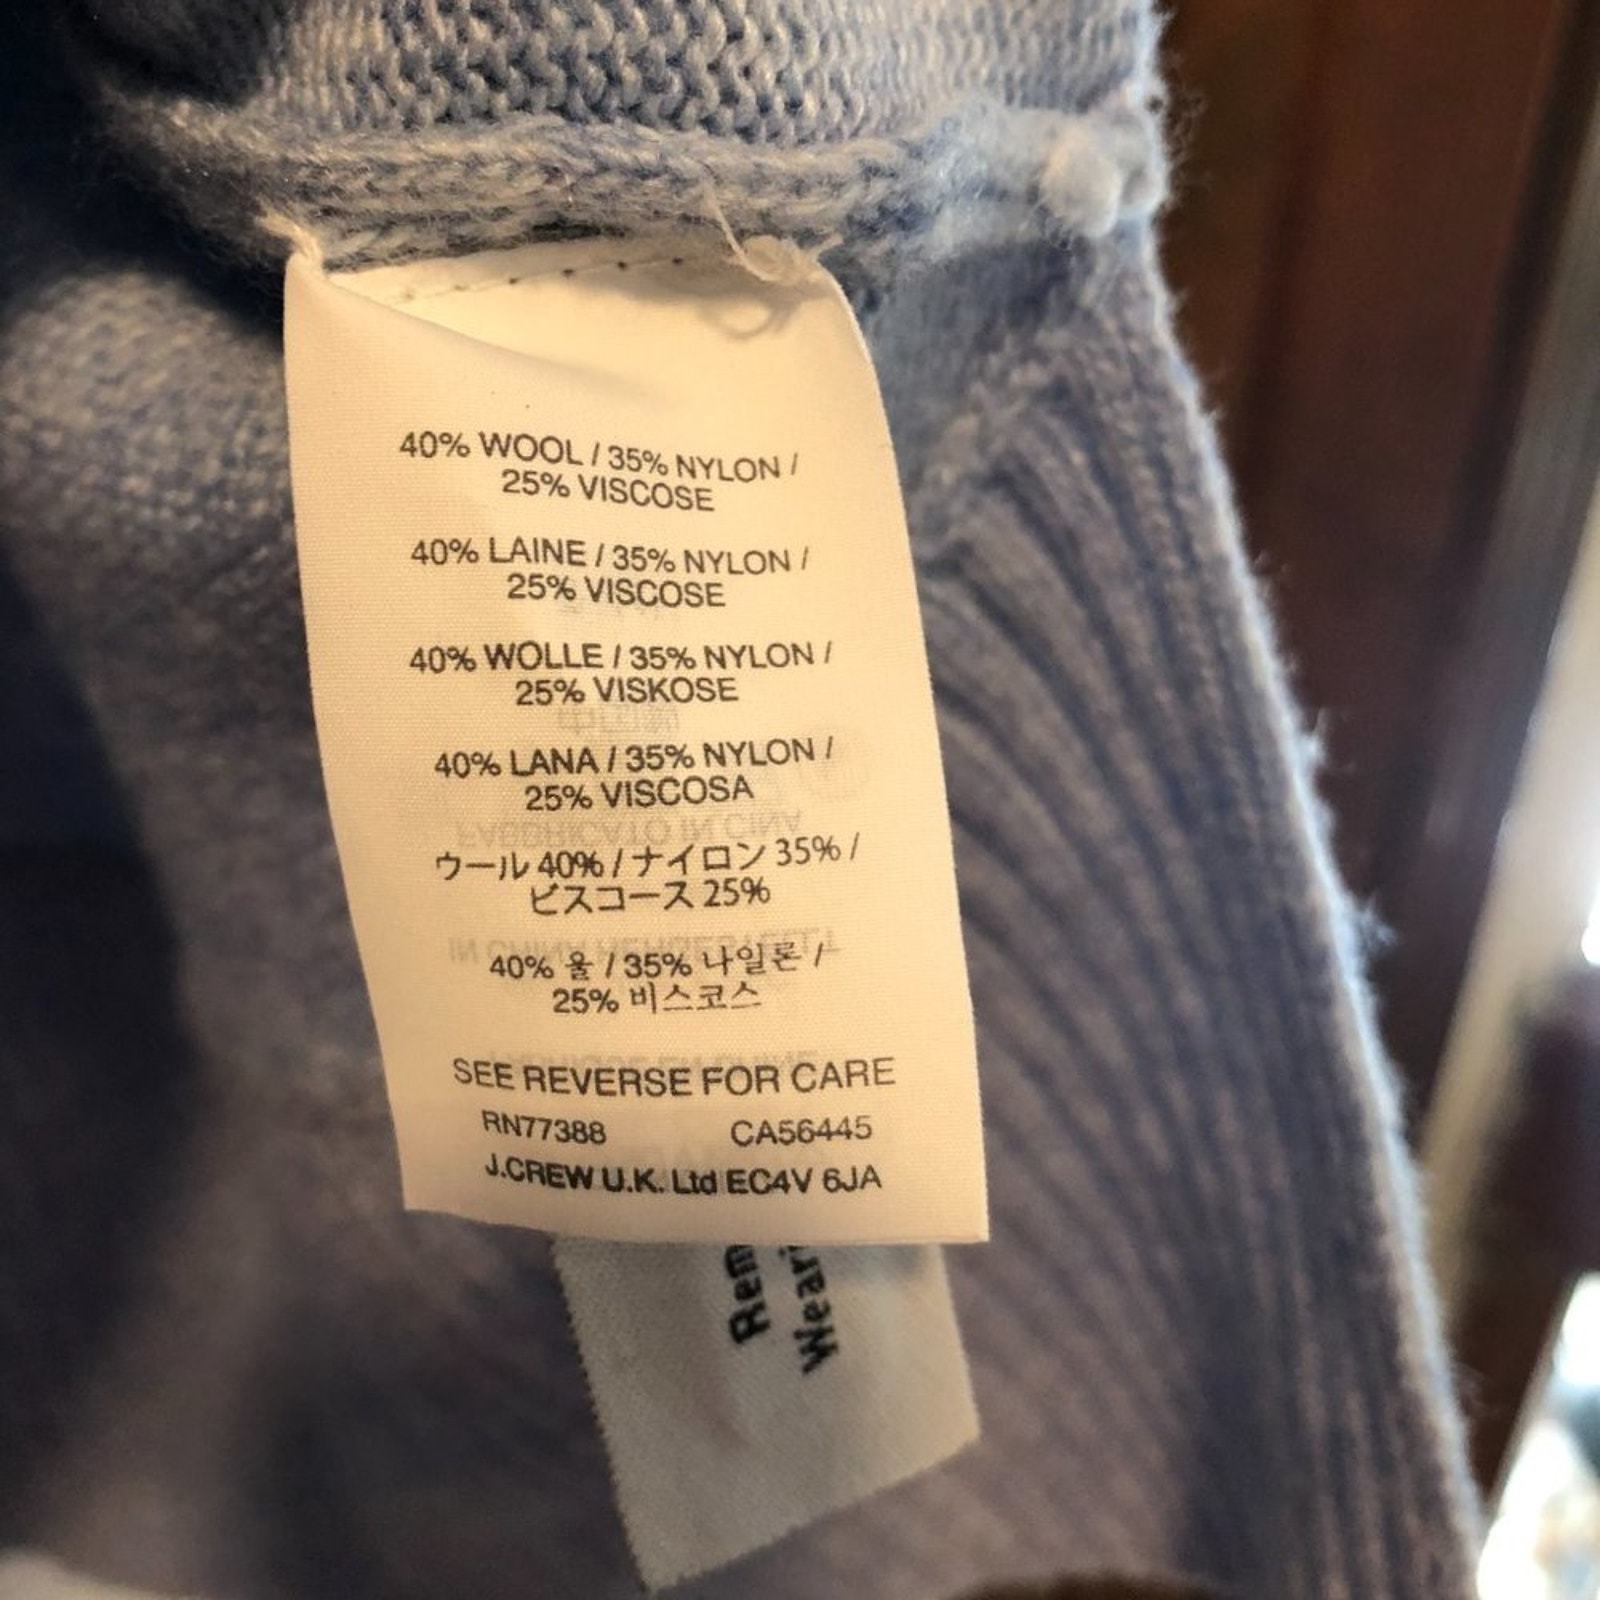 40% WOOL / 35% NYLON /
25% VISCOSE
40% LAINE / 35% NYLON /
25% VISCOSE
40% WOLLE / 35% NYLON /
25% VISKOSE
40% LANA / 35% NYLON /
25% VISCOSA
ウール 40% / ナイロン 35% /
ビスコース 25%
40% 울 / 35% 나일론 /
25% 비스코스
SEE REVERSE FOR CARE
RN77388 CA56445
J.CREW U.K. Ltd EC4V 6JA
Rem
Weari